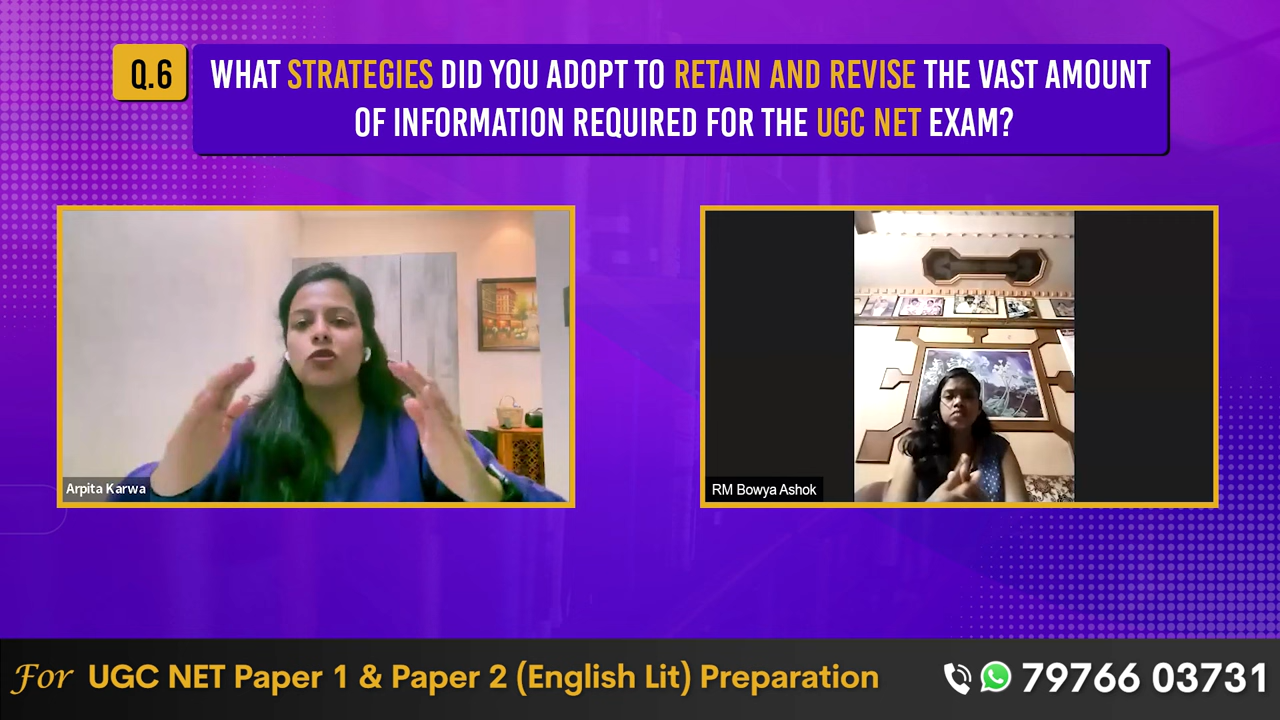 Q.6
WHAT STRATEGIES DID YOU ADOPT TO RETAIN AND REVISE THE VAST AMOUNT
OF INFORMATION REQUIRED FOR THE UGC NET EXAM?
Arpita Karwa
RM Bowya Ashok
For UGC NET Paper 1 & Paper 2 (English Lit) Preparation
79766 03731